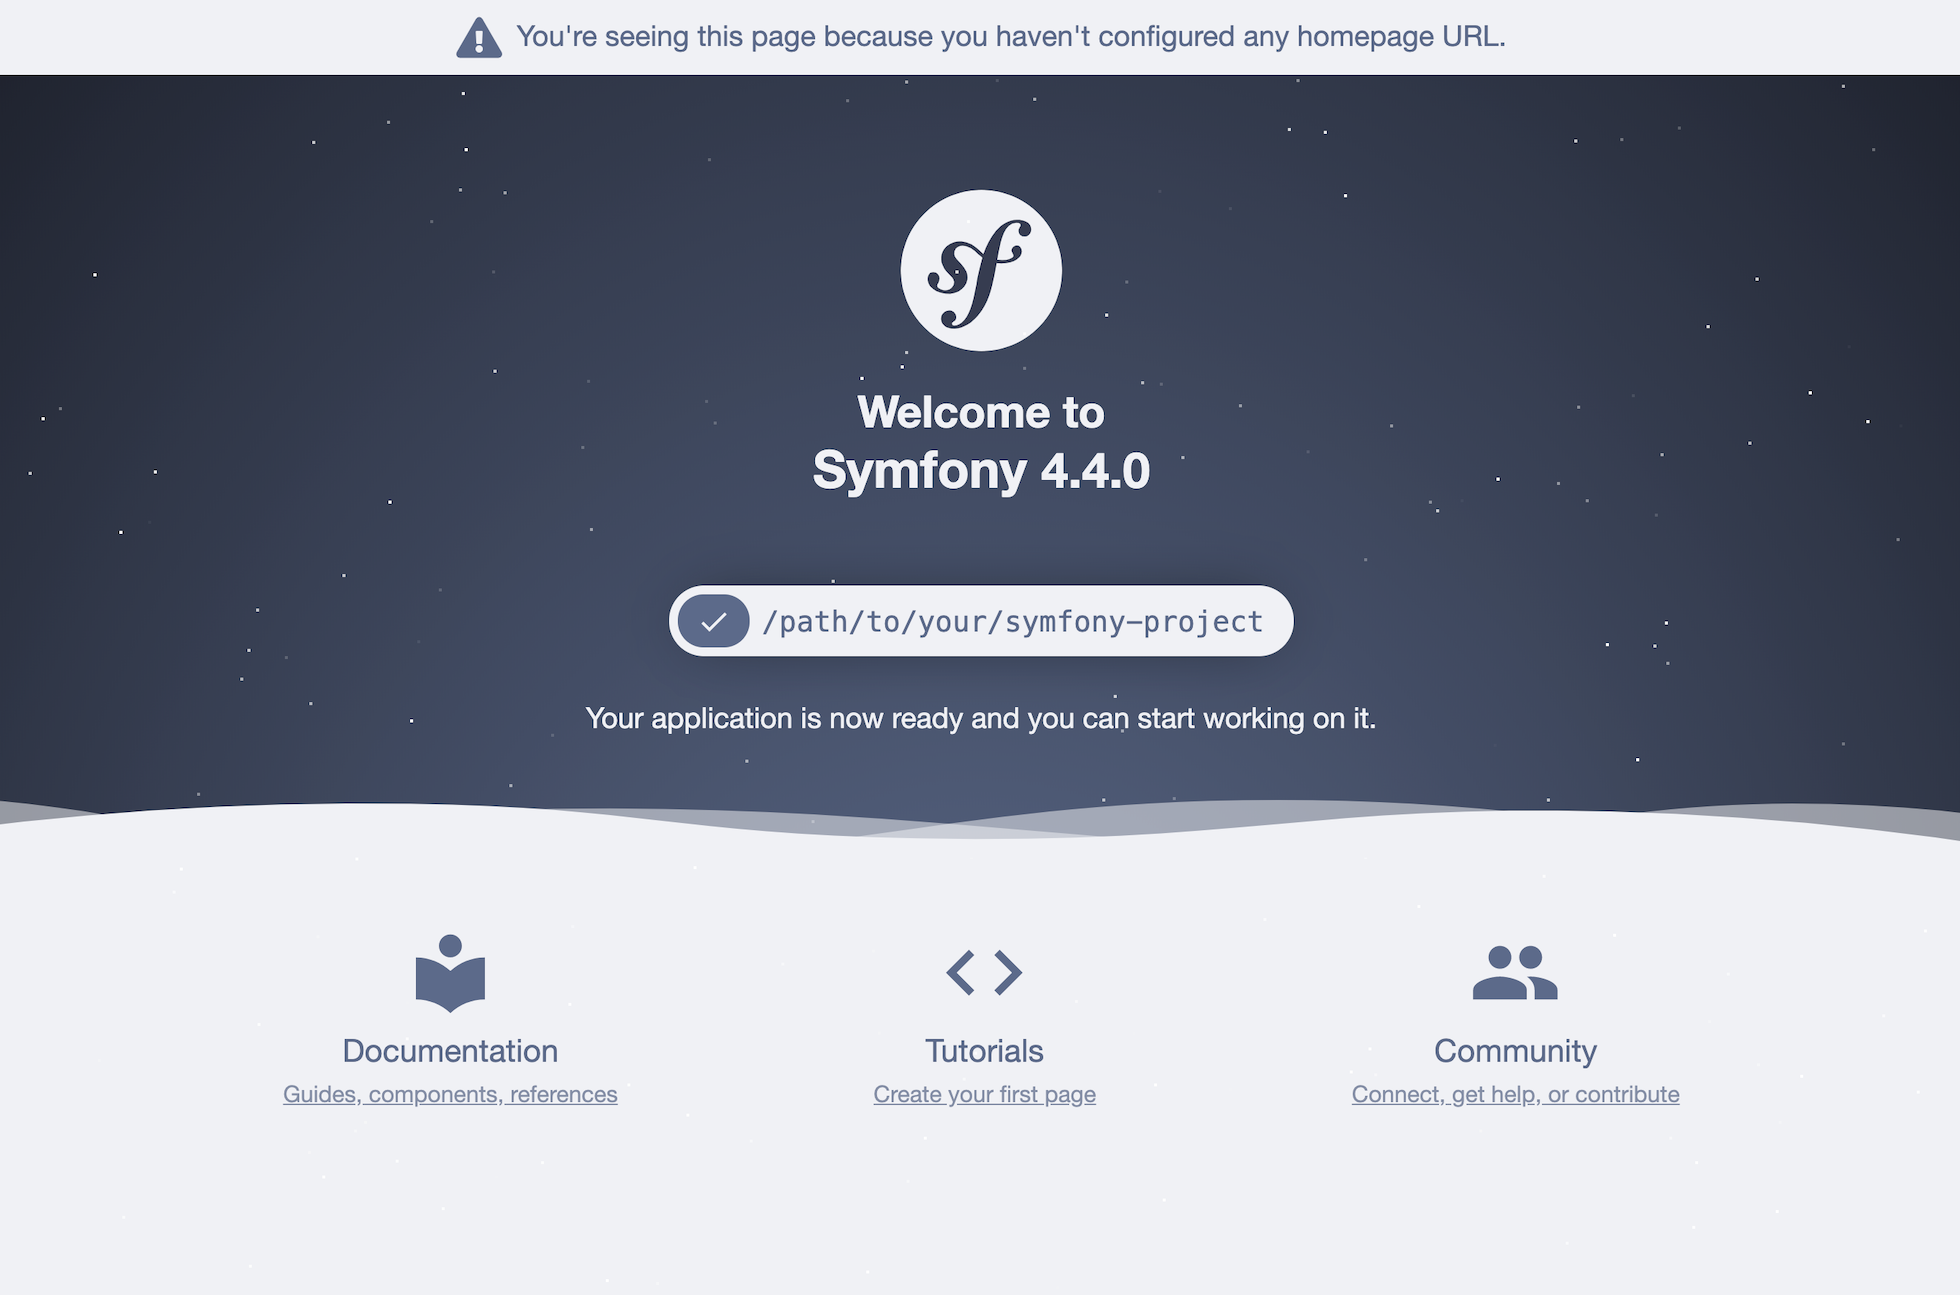 You're seeing this page because you haven't configured any homepage URL.
sf
Welcome to
Symfony 4.4.0
/path/to/your/symfony-project
Your application is now ready and you can start working on it.
Documentation
Guides, components, references
Tutorials
Create your first page
Community
Connect, get help, or contribute